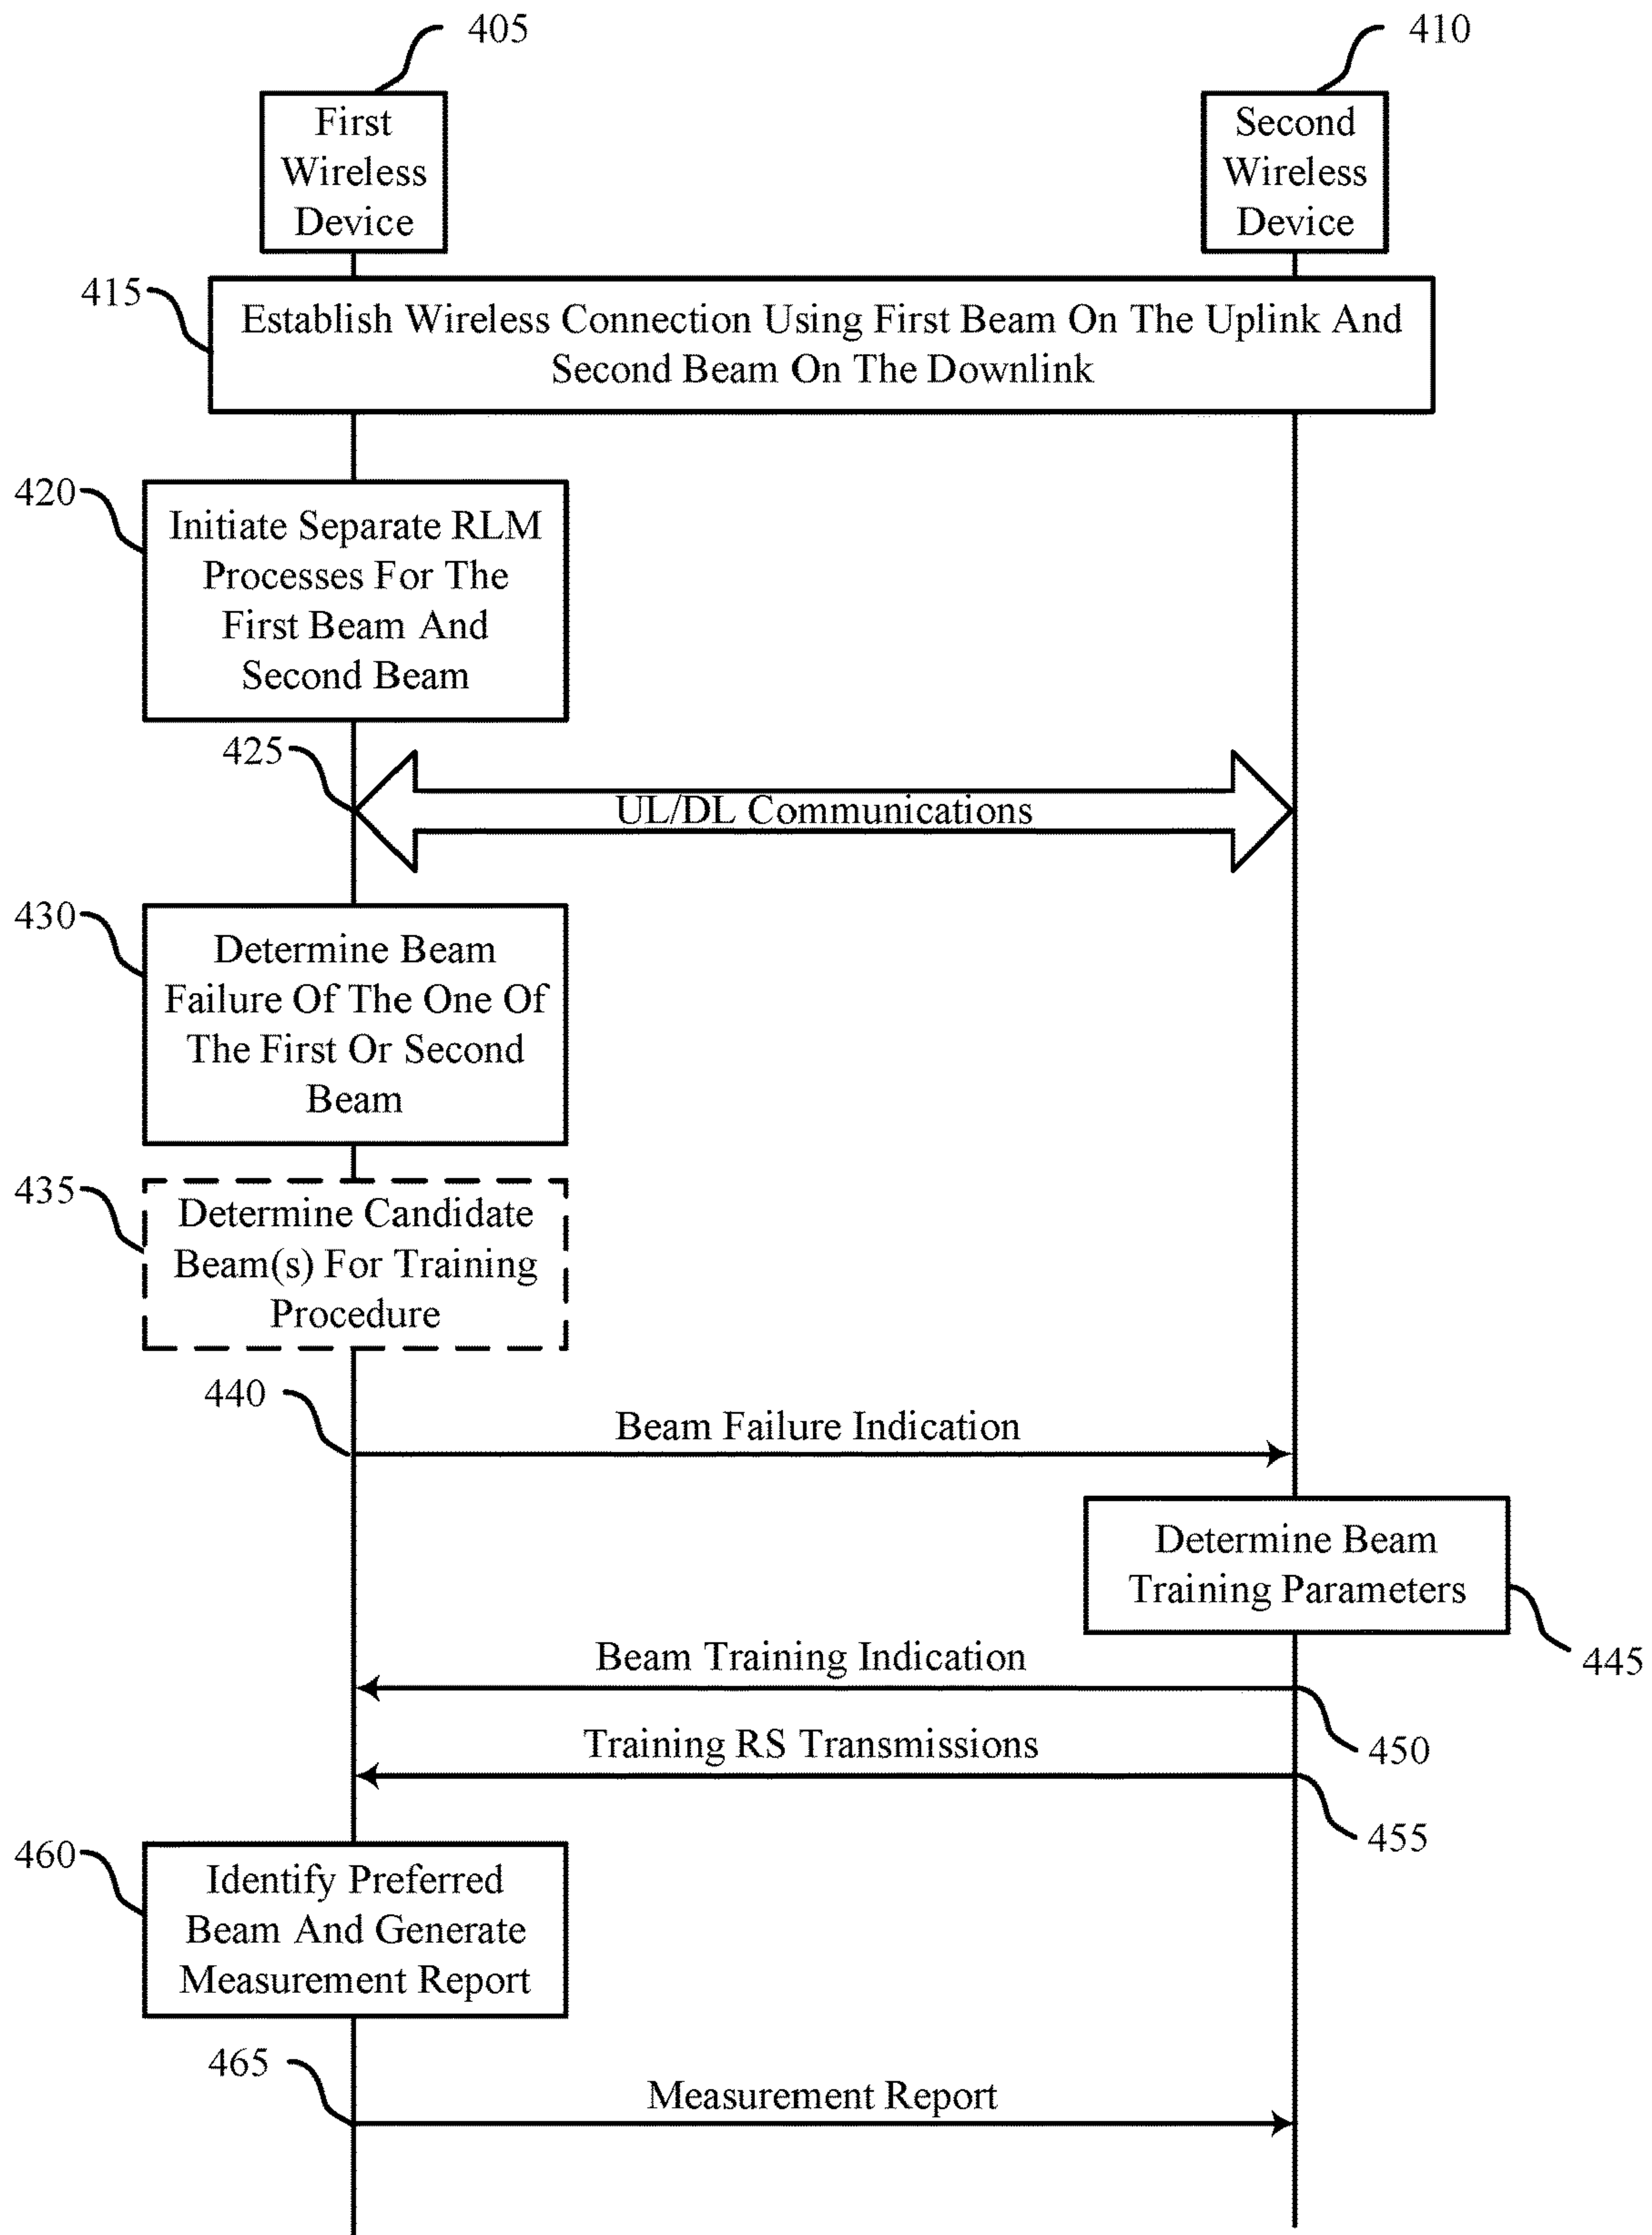 405
410
First
Wireless
Device
Second
Wireless
Device
415
Establish Wireless Connection Using First Beam On The Uplink And
Second Beam On The Downlink
420
Initiate Separate RLM
Processes For The
First Beam And
Second Beam
425
UL/DL Communications
430
Determine Beam
Failure Of The One Of
The First Or Second
Beam
435
Determine Candidate
Beam(s) For Training
Procedure
440
Beam Failure Indication
Determine Beam
Training Parameters
445
Beam Training Indication
450
Training RS Transmissions
455
460
Identify Preferred
Beam And Generate
Measurement Report
465
Measurement Report